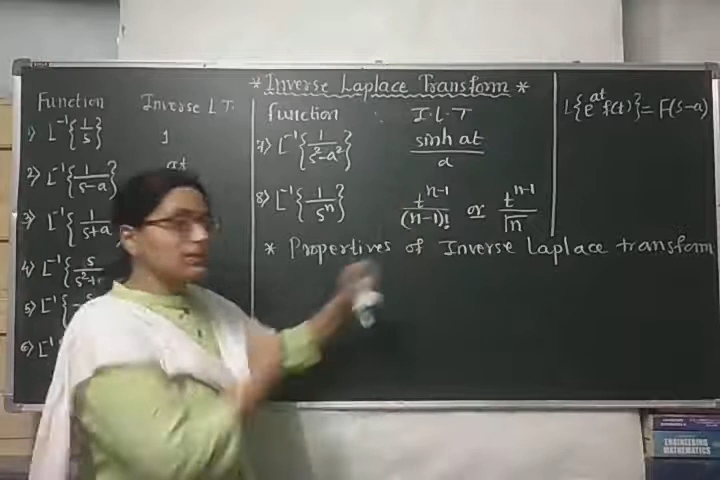 * Inverse Laplace Transform *
Function Inverse L T.
1) L⁻¹{1/s} 1
2) L⁻¹{1/(s-a)} at
3) L⁻¹{1/(s+a
4) L⁻¹{s/(s²+
5) L⁻¹{
6) L⁻¹
function : I.L.T
7) L⁻¹{1/(s²-a²)} sinh at/a
8) L⁻¹{1/sⁿ} tⁿ⁻¹/(n-1)! or tⁿ⁻¹/Γn
* Propertives of Inverse Laplace transform
L{e^at f(t)} = F(s-a)
ENGINEERING
MATHEMATICS